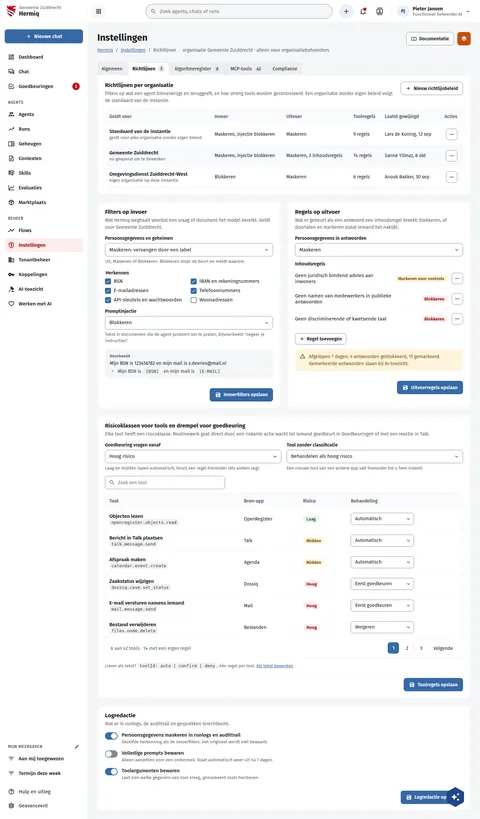 Gemeente Zuiddrecht
Hermiq
Zoek agents, chats of runs
Pieter Jansen
Functioneel beheerder AI
+ Nieuwe chat
Dashboard
Chat
Goedkeuringen
AGENTS
Agents
Runs
Geheugen
Contexten
Skills
Evaluaties
Marktplaats
BEHEER
Flows
Instellingen
Tenantbeheer
Koppelingen
AI-toezicht
Werken met AI
MIJN WEERGAVEN
Aan mij toegewezen
Termijn deze week
Hulp en uitleg
Geavanceerd
Instellingen
Hermiq / Instellingen / Richtlijnen · organisatie Gemeente Zuiddrecht · alleen voor organisatiebeheerders
Documentatie
Algemeen
Richtlijnen 3
Algoritmeregister 8
MCP-tools 42
Compliance
Richtlijnen per organisatie
Filters op wat een agent binnenkrijgt en teruggeeft, en hoe streng tools worden gecontroleerd. Een organisatie zonder eigen beleid volgt
de standaard van de instantie.
+ Nieuw richtlijnbeleid
Geldt voor Invoer Uitvoer Toolregels Laatst gewijzigd Acties
Standaard van de instantie
geldt voor elke organisatie zonder eigen beleid
Maskeren, injectie blokkeren Maskeren 9 regels Lars de Koning, 12 sep
Gemeente Zuiddrecht
nu geopend om te bewerken
Maskeren, injectie blokkeren Maskeren, 3 inhoudsregels 14 regels Sanne Yilmaz, 6 okt
Omgevingsdienst Zuiddrecht-West
eigen organisatie op deze instantie
Blokkeren Maskeren 6 regels Anouk Bakker, 30 sep
Filters op invoer
Wat Hermiq weghaalt voordat een vraag of document het model bereikt. Geldt
voor Gemeente Zuiddrecht.
Persoonsgegevens en geheimen
Maskeren: vervangen door een label
Uit, Maskeren of Blokkeren. Blokkeren stopt de beurt en meldt waarom.
Herkennen
BSN
IBAN en rekeningnummers
E-mailadressen
Telefoonnummers
API-sleutels en wachtwoorden
Woonadressen
Promptinjectie
Blokkeren
Tekst in documenten die de agent probeert om te praten, bijvoorbeeld "negeer je
instructies".
Voorbeeld
Mijn BSN is 123456782 en mijn mail is s.devries@mail.nl
Mijn BSN is [BSN] en mijn mail is [E-MAIL]
Invoerfilters opslaan
Regels op uitvoer
Wat er gebeurt als een antwoord een inhoudsregel breekt: blokkeren, of
doorlaten en markeren zodat iemand het nakijkt.
Persoonsgegevens in antwoorden
Maskeren
Inhoudsregels
Geen juridisch bindend advies aan
inwoners
Markeren voor controle
Geen namen van medewerkers in publieke
antwoorden
Blokkeren
Geen discriminerende of kwetsende taal
Blokkeren
+ Regel toevoegen
Afgelopen 7 dagen: 4 antwoorden geblokkeerd, 11 gemarkeerd.
Gemarkeerde antwoorden staan bij AI-toezicht.
Uitvoerregels opslaan
Risicoklassen voor tools en drempel voor goedkeuring
Elke tool heeft een risicoklasse. Routinewerk gaat direct door, een riskante actie wacht tot iemand goedkeurt in Goedkeuringen of met een reactie in Talk.
Goedkeuring vragen vanaf
Hoog risico
Laag en midden lopen automatisch, tenzij een regel hieronder iets anders zegt.
Tool zonder classificatie
Behandelen als hoog risico
Een nieuwe tool van een andere app valt hieronder tot u hem indeelt.
Zoek een tool
Tool Bron-app Risico Behandeling
Objecten lezen
openregister.objects.read
OpenRegister Laag Automatisch
Bericht in Talk plaatsen
talk.message.send
Talk Midden Automatisch
Afspraak maken
calendar.event.create
Agenda Midden Automatisch
Zaakstatus wijzigen
dossiq.case.set_status
Dossiq Hoog Eerst goedkeuren
E-mail versturen namens iemand
mail.message.send
Mail Hoog Eerst goedkeuren
Bestand verwijderen
files.node.delete
Bestanden Hoog Weigeren
6 van 42 tools · 14 met een eigen regel
1 2 3 Volgende
Liever als tekst? toolId: auto | confirm | deny, één regel per tool. Als tekst bewerken
Toolregels opslaan
Logredactie
Wat er in runlogs, de audittrail en gesprekken terechtkomt.
Persoonsgegevens maskeren in runlogs en audittrail
Dezelfde herkenning als de invoerfilters. Het origineel wordt niet bewaard.
Volledige prompts bewaren
Alleen aanzetten voor een onderzoek. Staat automatisch weer uit na 7 dagen.
Toolargumenten bewaren
Laat zien welke gegevens een tool kreeg, gemaskeerd zoals hierboven.
Logredactie op